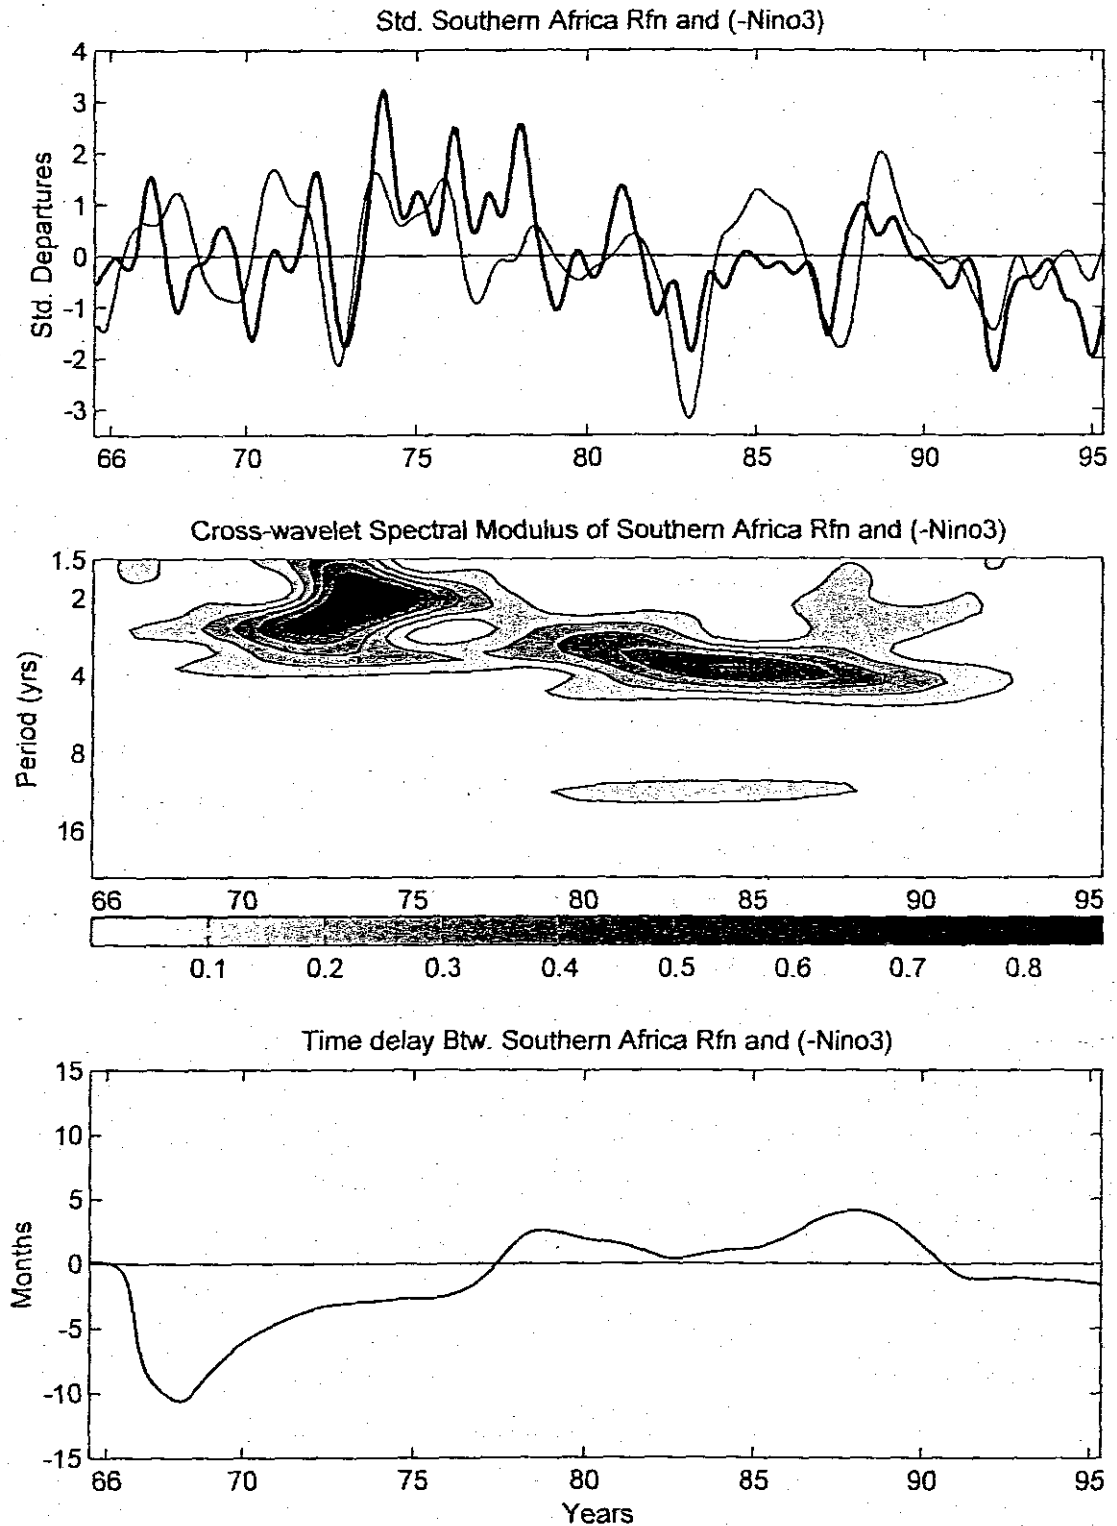 Std. Southern Africa Rfn and (-Nino3)
4
3
2
1
0
-1
-2
-3
Std. Departures
66 70 75 80 85 90 95
Cross-wavelet Spectral Modulus of Southern Africa Rfn and (-Nino3)
1.5
2
4
8
16
Period (yrs)
66 70 75 80 85 90 95
0.1 0.2 0.3 0.4 0.5 0.6 0.7 0.8
Time delay Btw. Southern Africa Rfn and (-Nino3)
15
10
5
0
-5
-10
-15
Months
66 70 75 80 85 90 95
Years